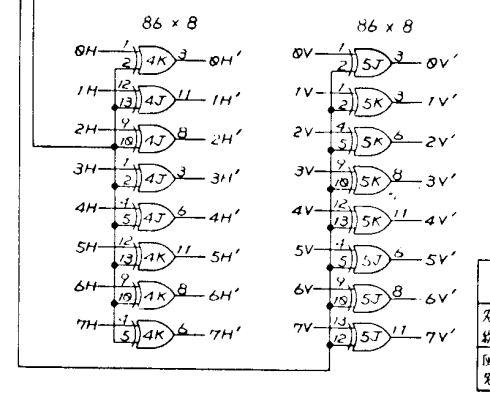 86 × 8
0H 1 2 4K 3 0H'
1H 12 13 4J 11 1H'
2H 9 10 4J 8 2H'
3H 1 2 4J 3 3H'
4H 4 5 4J 6 4H'
5H 12 13 4K 11 5H'
6H 9 10 4K 8 6H'
7H 4 5 4K 6 7H'
86 × 8
0V 1 2 5J 3 0V'
1V 1 2 5K 3 1V'
2V 4 5 5K 6 2V'
3V 9 10 5K 8 3V'
4V 12 13 5K 11 4V'
5V 4 5 5J 6 5V'
6V 9 10 5J 8 6V'
7V 13 12 5J 11 7V'